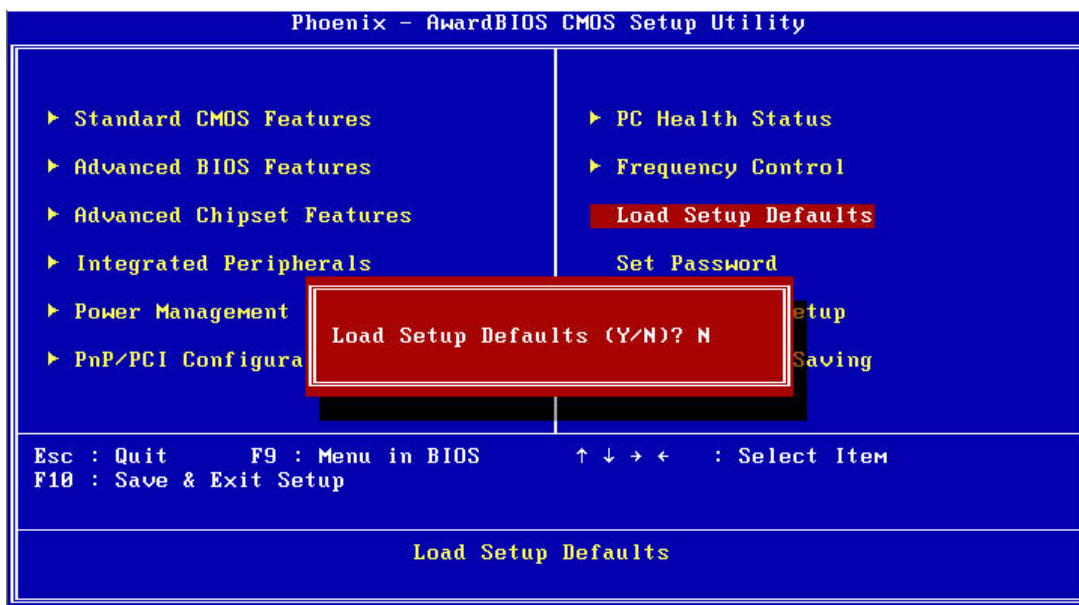 Phoenix - AwardBIOS CMOS Setup Utility
▶ Standard CMOS Features
▶ Advanced BIOS Features
▶ Advanced Chipset Features
▶ Integrated Peripherals
▶ Power Management
▶ PnP/PCI Configura
▶ PC Health Status
▶ Frequency Control
Load Setup Defaults
Set Password
etup
Saving
Load Setup Defaults (Y/N)? N
Esc : Quit F9 : Menu in BIOS ↑ ↓ → ← : Select Item
F10 : Save & Exit Setup
Load Setup Defaults